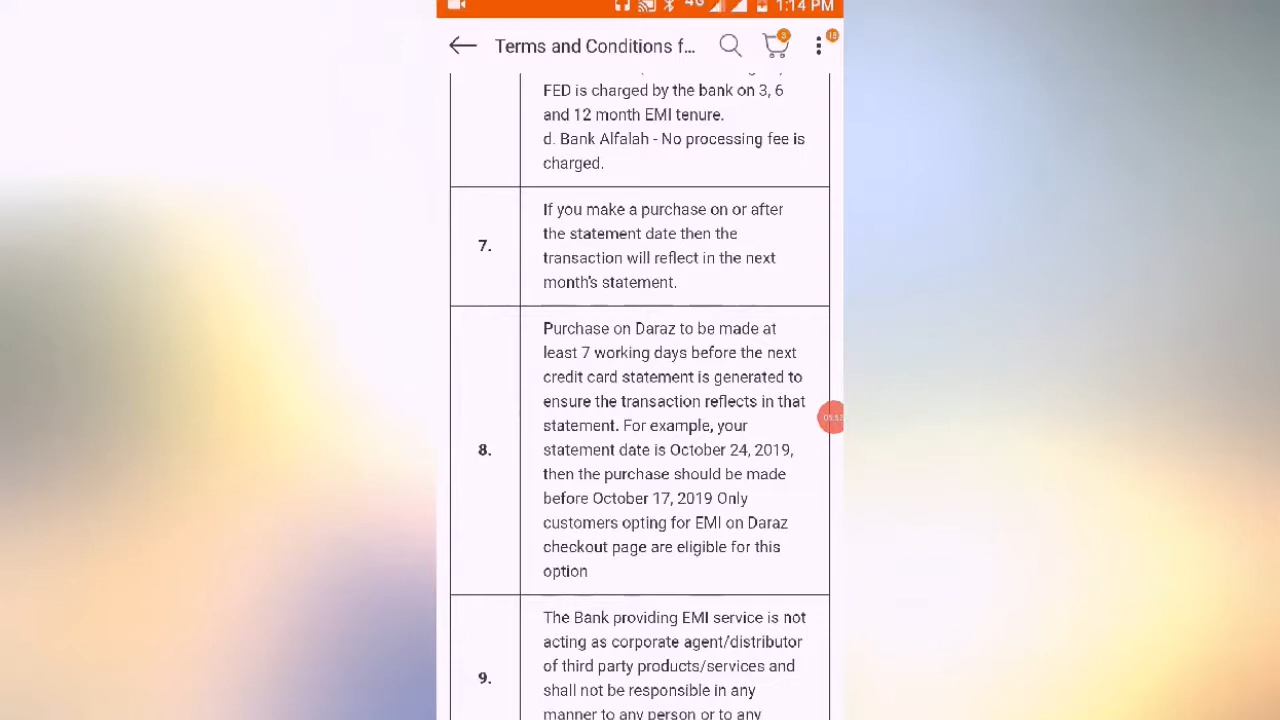 4G 1:14 PM
Terms and Conditions f...
3
18
FED is charged by the bank on 3, 6
and 12 month EMI tenure.
d. Bank Alfalah - No processing fee is
charged.
7.
If you make a purchase on or after
the statement date then the
transaction will reflect in the next
month's statement.
8.
Purchase on Daraz to be made at
least 7 working days before the next
credit card statement is generated to
ensure the transaction reflects in that
statement. For example, your
statement date is October 24, 2019,
then the purchase should be made
before October 17, 2019 Only
customers opting for EMI on Daraz
checkout page are eligible for this
option
9.
The Bank providing EMI service is not
acting as corporate agent/distributor
of third party products/services and
shall not be responsible in any
manner to any person or to any